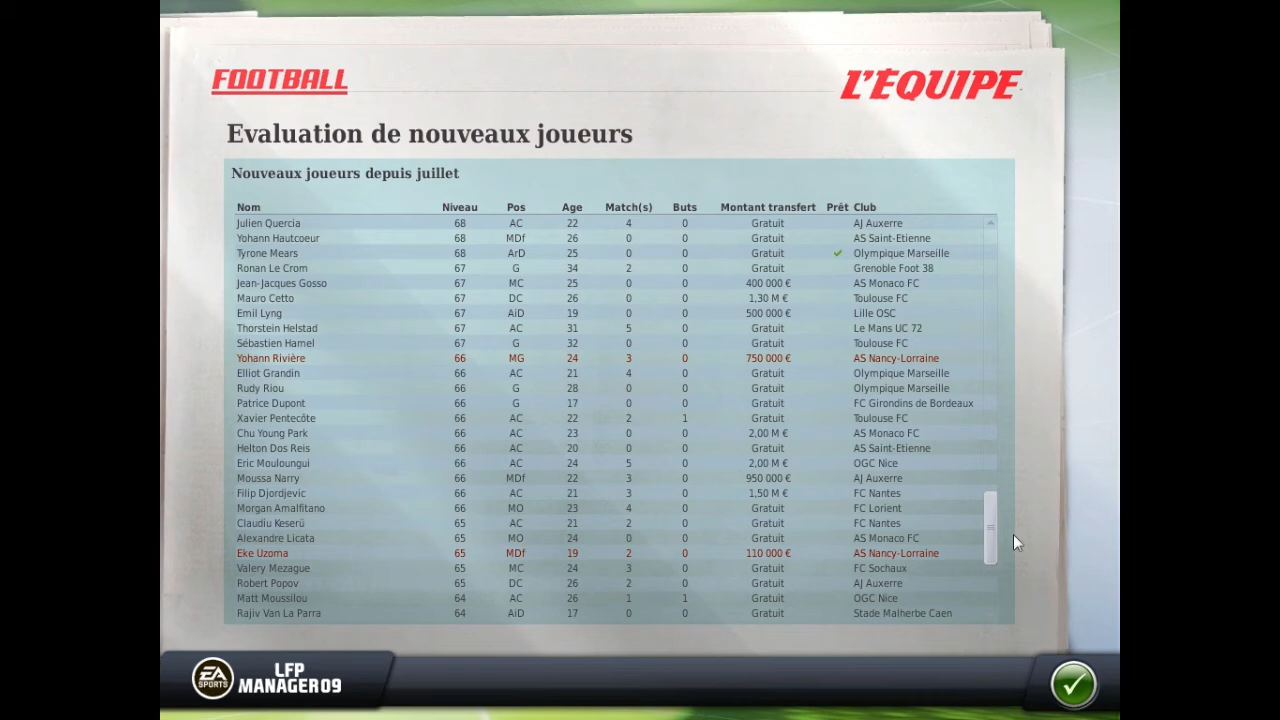 FOOTBALL
L'ÉQUIPE
Evaluation de nouveaux joueurs
Nouveaux joueurs depuis juillet
Nom Niveau Pos Age Match(s) Buts Montant transfert Prêt Club
Julien Quercia 68 AC 22 4 0 Gratuit AJ Auxerre
Yohann Hautcoeur 68 MDf 26 0 0 Gratuit AS Saint-Etienne
Tyrone Mears 68 ArD 25 0 0 Gratuit Olympique Marseille
Ronan Le Crom 67 G 34 2 0 Gratuit Grenoble Foot 38
Jean-Jacques Gosso 67 MC 25 0 0 400 000 € AS Monaco FC
Mauro Cetto 67 DC 26 0 0 1,30 M € Toulouse FC
Emil Lyng 67 AiD 19 0 0 500 000 € Lille OSC
Thorstein Helstad 67 AC 31 5 0 Gratuit Le Mans UC 72
Sébastien Hamel 67 G 32 0 0 Gratuit Toulouse FC
Yohann Rivière 66 MG 24 3 0 750 000 € AS Nancy-Lorraine
Elliot Grandin 66 AC 21 4 0 Gratuit Olympique Marseille
Rudy Riou 66 G 28 0 0 Gratuit Olympique Marseille
Patrice Dupont 66 G 17 0 0 Gratuit FC Girondins de Bordeaux
Xavier Pentecôte 66 AC 22 2 1 Gratuit Toulouse FC
Chu Young Park 66 AC 23 0 0 2,00 M € AS Monaco FC
Helton Dos Reis 66 AC 20 0 0 Gratuit AS Saint-Etienne
Eric Mouloungui 66 AC 24 5 0 2,00 M € OGC Nice
Moussa Narry 66 MDf 22 3 0 950 000 € AJ Auxerre
Filip Djordjevic 66 AC 21 3 0 1,50 M € FC Nantes
Morgan Amalfitano 66 MO 23 4 0 Gratuit FC Lorient
Claudiu Keserü 65 AC 21 2 0 Gratuit FC Nantes
Alexandre Licata 65 MO 24 0 0 Gratuit AS Monaco FC
Eke Uzoma 65 MDf 19 2 0 110 000 € AS Nancy-Lorraine
Valery Mezague 65 MC 24 3 0 Gratuit FC Sochaux
Robert Popov 65 DC 26 2 0 Gratuit AJ Auxerre
Matt Moussilou 64 AC 26 1 1 Gratuit OGC Nice
Rajiv Van La Parra 64 AiD 17 0 0 Gratuit Stade Malherbe Caen
EA SPORTS
LFP
MANAGER09